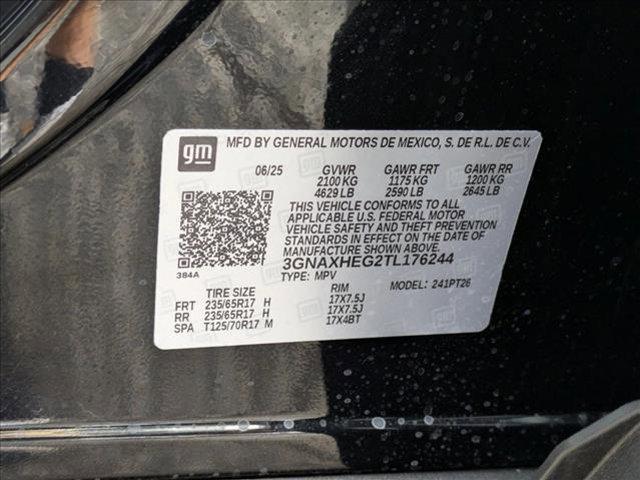 gm
MFD BY GENERAL MOTORS DE MEXICO, S. DE R.L. DE C.V.
06/25 GVWR GAWR FRT GAWR RR
2100 KG 1175 KG 1200 KG
4629 LB 2590 LB 2645 LB
THIS VEHICLE CONFORMS TO ALL
APPLICABLE U.S. FEDERAL MOTOR
VEHICLE SAFETY AND THEFT PREVENTION
STANDARDS IN EFFECT ON THE DATE OF
MANUFACTURE SHOWN ABOVE.
3GNAXHEG2TL176244
384A TYPE: MPV MODEL: 241PT26
TIRE SIZE RIM
FRT 235/65R17 H 17X7.5J
RR 235/65R17 H 17X7.5J
SPA T125/70R17 M 17X4BT